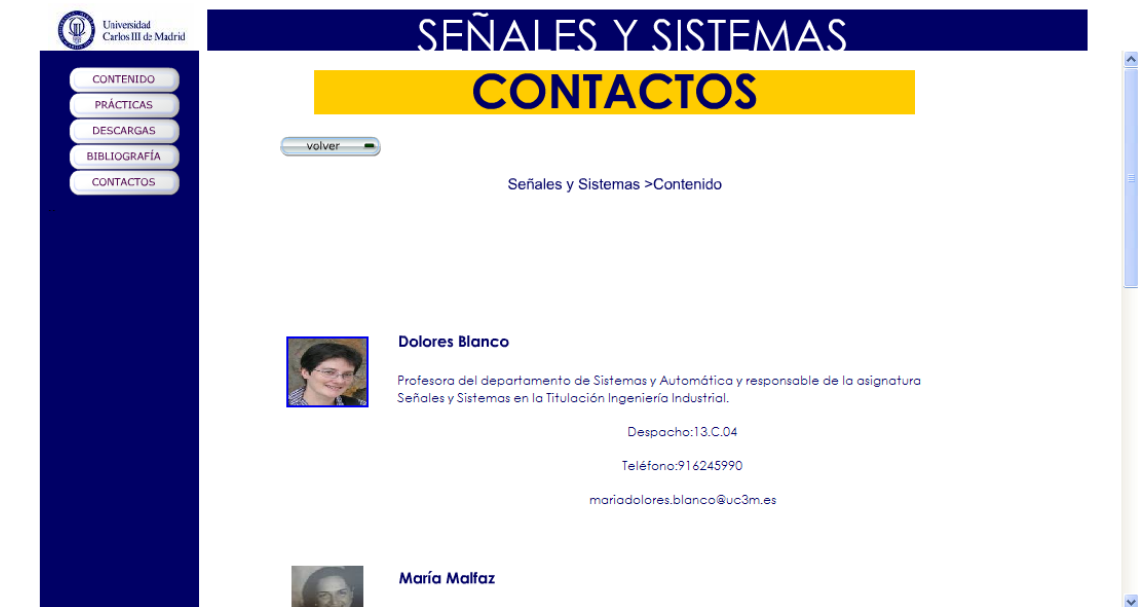 Universidad
Carlos III de Madrid
SEÑALES Y SISTEMAS
CONTENIDO
PRÁCTICAS
DESCARGAS
BIBLIOGRAFÍA
CONTACTOS
CONTACTOS
volver
Señales y Sistemas >Contenido
Dolores Blanco
Profesora del departamento de Sistemas y Automática y responsable de la asignatura
Señales y Sistemas en la Titulación Ingeniería Industrial.
Despacho:13.C.04
Teléfono:916245990
mariadolores.blanco@uc3m.es
María Malfaz